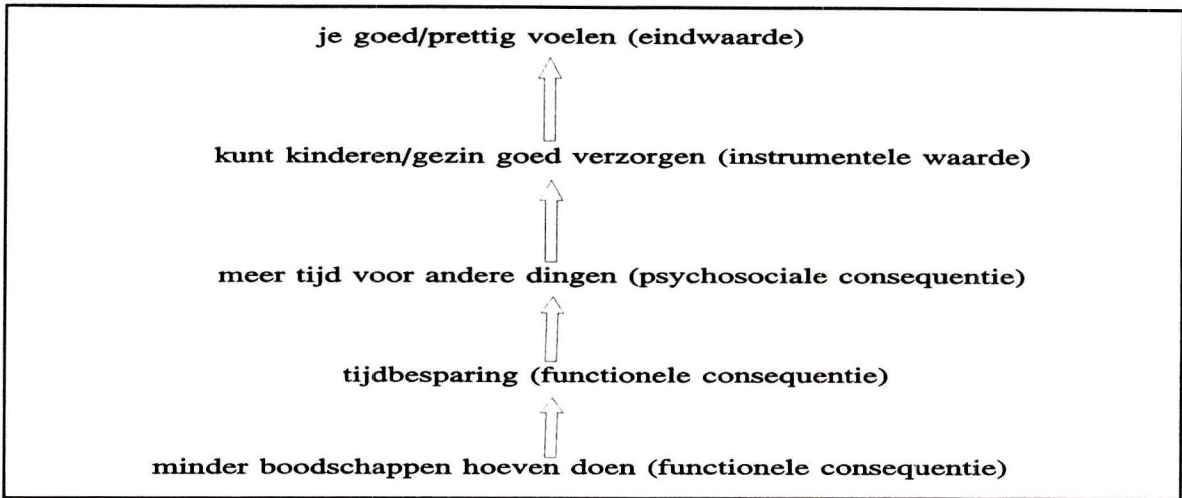 je goed/prettig voelen (eindwaarde)
kunt kinderen/gezin goed verzorgen (instrumentele waarde)
meer tijd voor andere dingen (psychosociale consequentie)
tijdbesparing (functionele consequentie)
minder boodschappen hoeven doen (functionele consequentie)